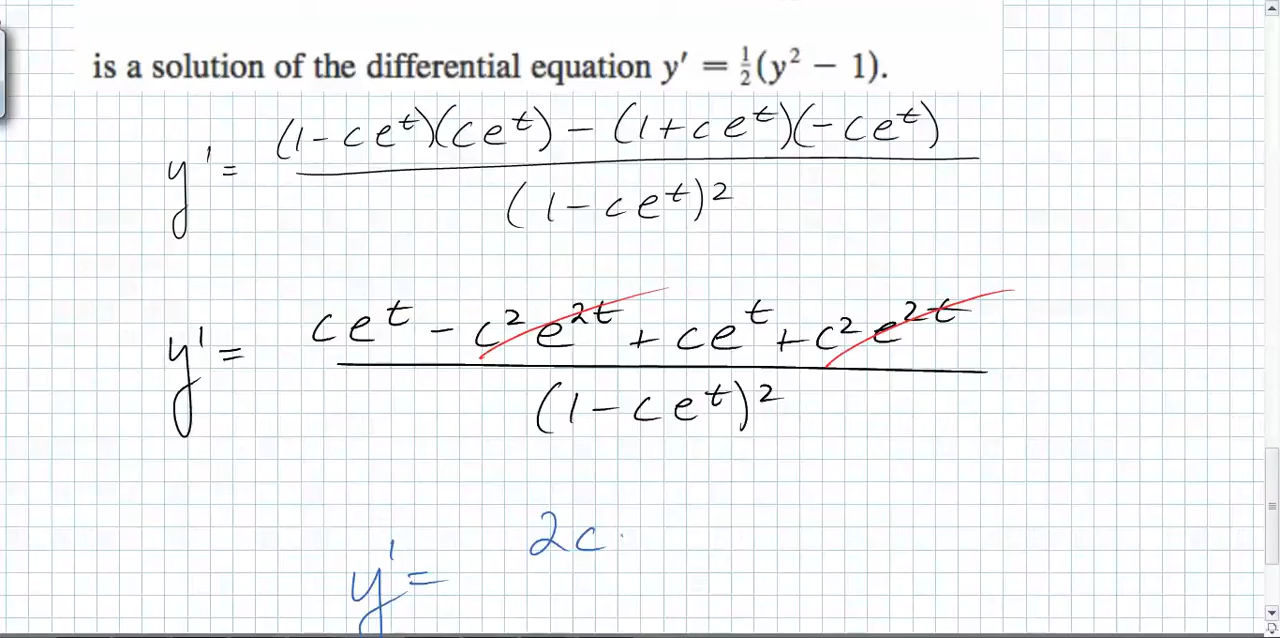 is a solution of the differential equation y′ = ½(y² − 1).
y' = (1-ce^t)(ce^t) - (1+ce^t)(-ce^t) / (1-ce^t)²
y' = ce^t - c²e^2t + ce^t + c²e^2t / (1-ce^t)²
y' = 2c